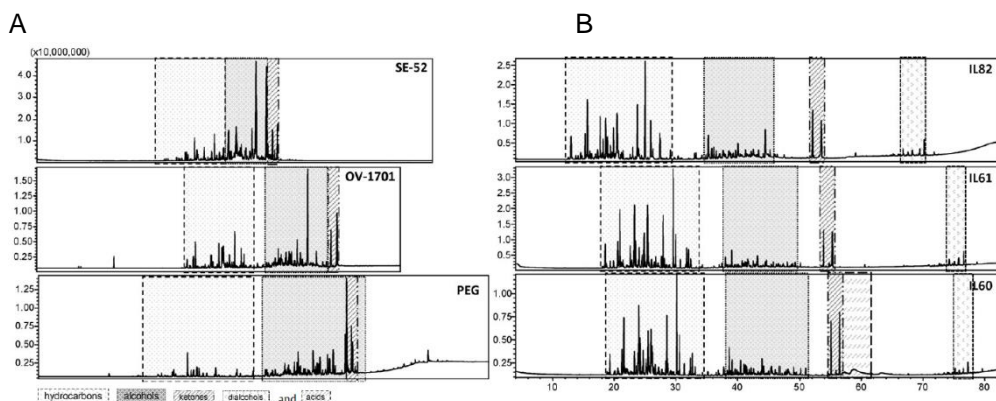 A
B
(x10,000,000)
SE-52
4.0
3.0
2.0
1.0
OV-1701
1.50
1.25
1.00
0.75
0.50
0.25
PEG
1.25
1.00
0.75
0.50
0.25
hydrocarbons alcohols ketones dialcohols and acids
IL82
2.5
2.0
1.5
1.0
0.5
IL61
3.0
2.5
2.0
1.5
1.0
0.5
IL60
1.00
0.75
0.50
0.25
10 20 30 40 50 60 70 80